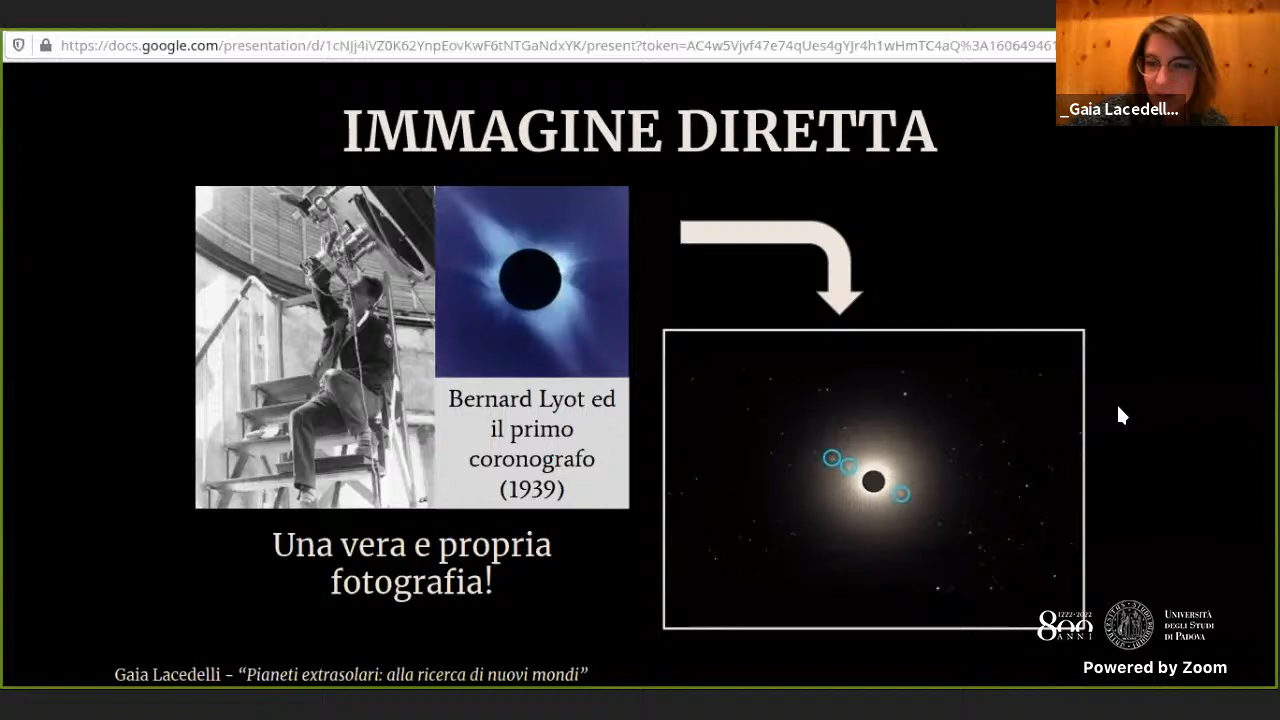 https://docs.google.com/presentation/d/1cNJj4iVZ0K62YnpEovKwF6tNTGaNdxYK/present?token=AC4w5Vjvf47e74qUes4gYJr4h1wHmTC4aQ%3A160649461
_Gaia Lacedell...
IMMAGINE DIRETTA
Bernard Lyot ed
il primo
coronografo
(1939)
Una vera e propria
fotografia!
1222·2022
800
ANNI
UNIVERSITÀ
DEGLI STUDI
DI PADOVA
Powered by Zoom
Gaia Lacedelli – “Pianeti extrasolari: alla ricerca di nuovi mondi”